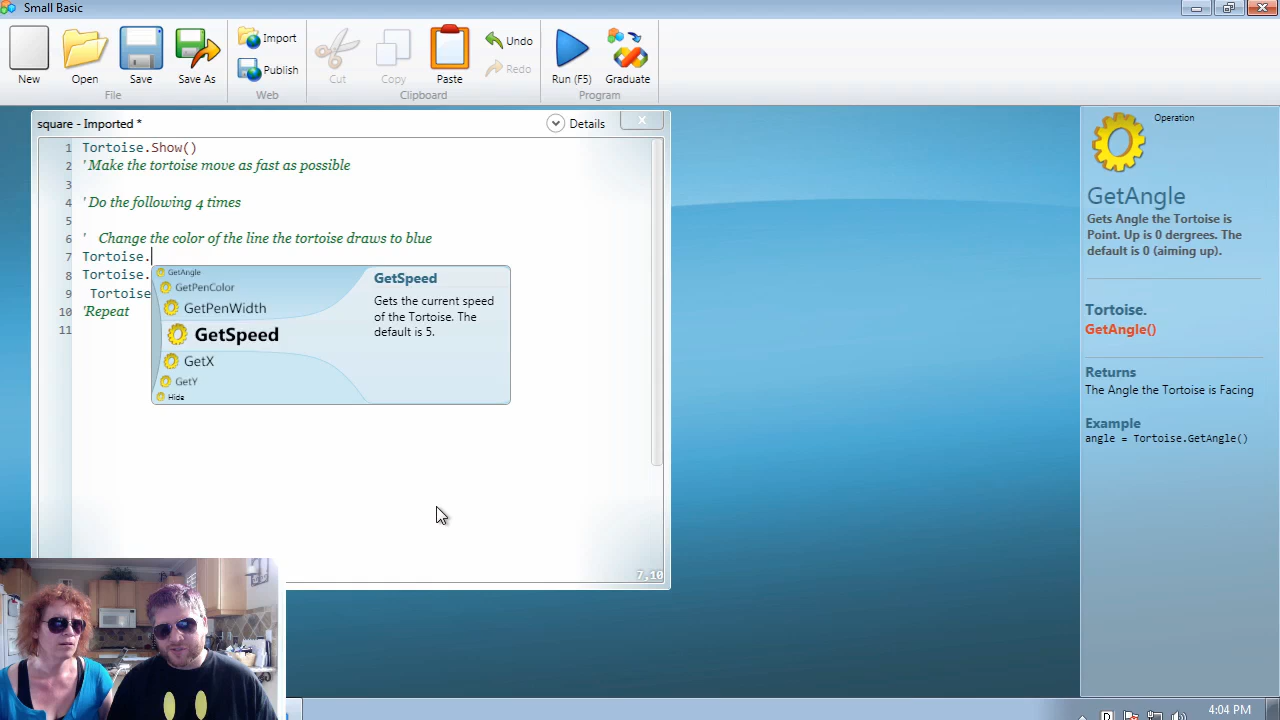 Small Basic
New
Open
Save
Save As
Import
Publish
Cut
Copy
Paste
Undo
Redo
Run (F5)
Graduate
File
Web
Clipboard
Program
square - Imported *
Details
1 Tortoise.Show()
2 ' Make the tortoise move as fast as possible
3
4 ' Do the following 4 times
5
6 ' Change the color of the line the tortoise draws to blue
7 Tortoise.
8 Tortoise.
9 Tortoise
10 'Repeat
11
GetAngle
GetPenColor
GetPenWidth
GetSpeed
GetX
GetY
Hide
GetSpeed
Gets the current speed
of the Tortoise. The
default is 5.
7,10
Operation
GetAngle
Gets Angle the Tortoise is
Point. Up is 0 dergrees. The
default is 0 (aiming up).
Tortoise.
GetAngle()
Returns
The Angle the Tortoise is Facing
Example
angle = Tortoise.GetAngle()
4:04 PM